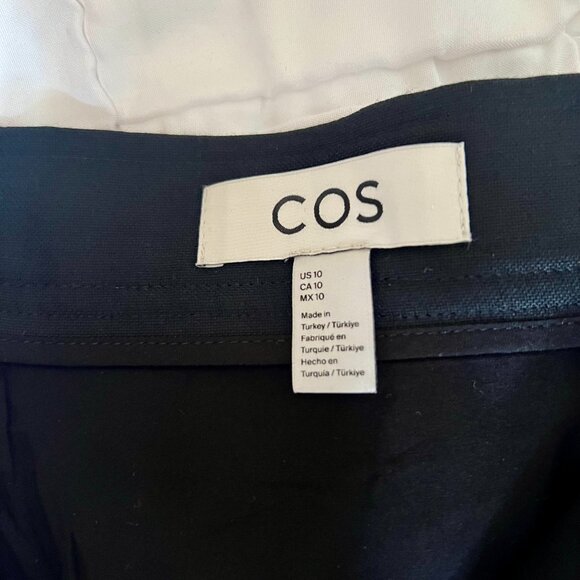 COS
US 10
CA 10
MX 10
Made in
Turkey / Türkiye
Fabriqué en
Turquie / Türkiye
Hecho en
Turquía / Türkiye